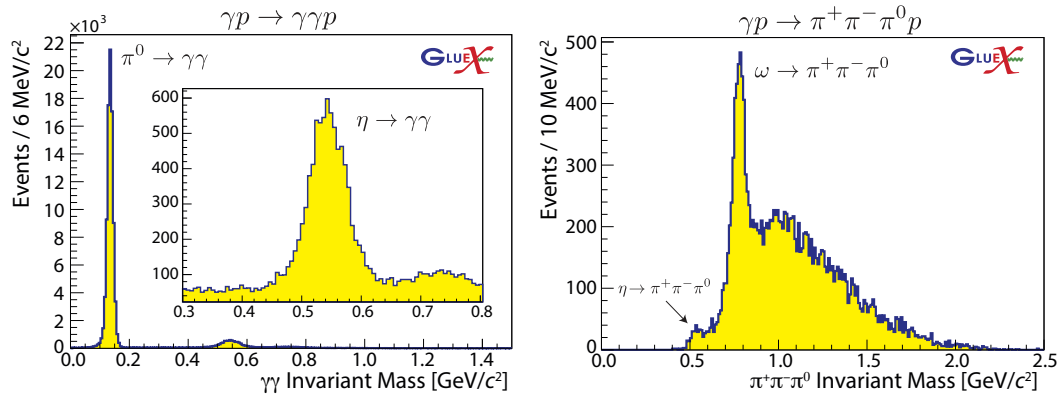 γp → γγp
×10³
Events / 6 MeV/c²
22
20
18
16
14
12
10
8
6
4
2
0
π⁰ → γγ
GLUEX
600
500
400
300
200
100
η → γγ
0.3 0.4 0.5 0.6 0.7 0.8
0.0 0.2 0.4 0.6 0.8 1.0 1.2 1.4
γγ Invariant Mass [GeV/c²]
γp → π⁺π⁻π⁰p
Events / 10 MeV/c²
500
400
300
200
100
0
ω → π⁺π⁻π⁰
GLUEX
η → π⁺π⁻π⁰
0.0 0.5 1.0 1.5 2.0 2.5
π⁺π⁻π⁰ Invariant Mass [GeV/c²]